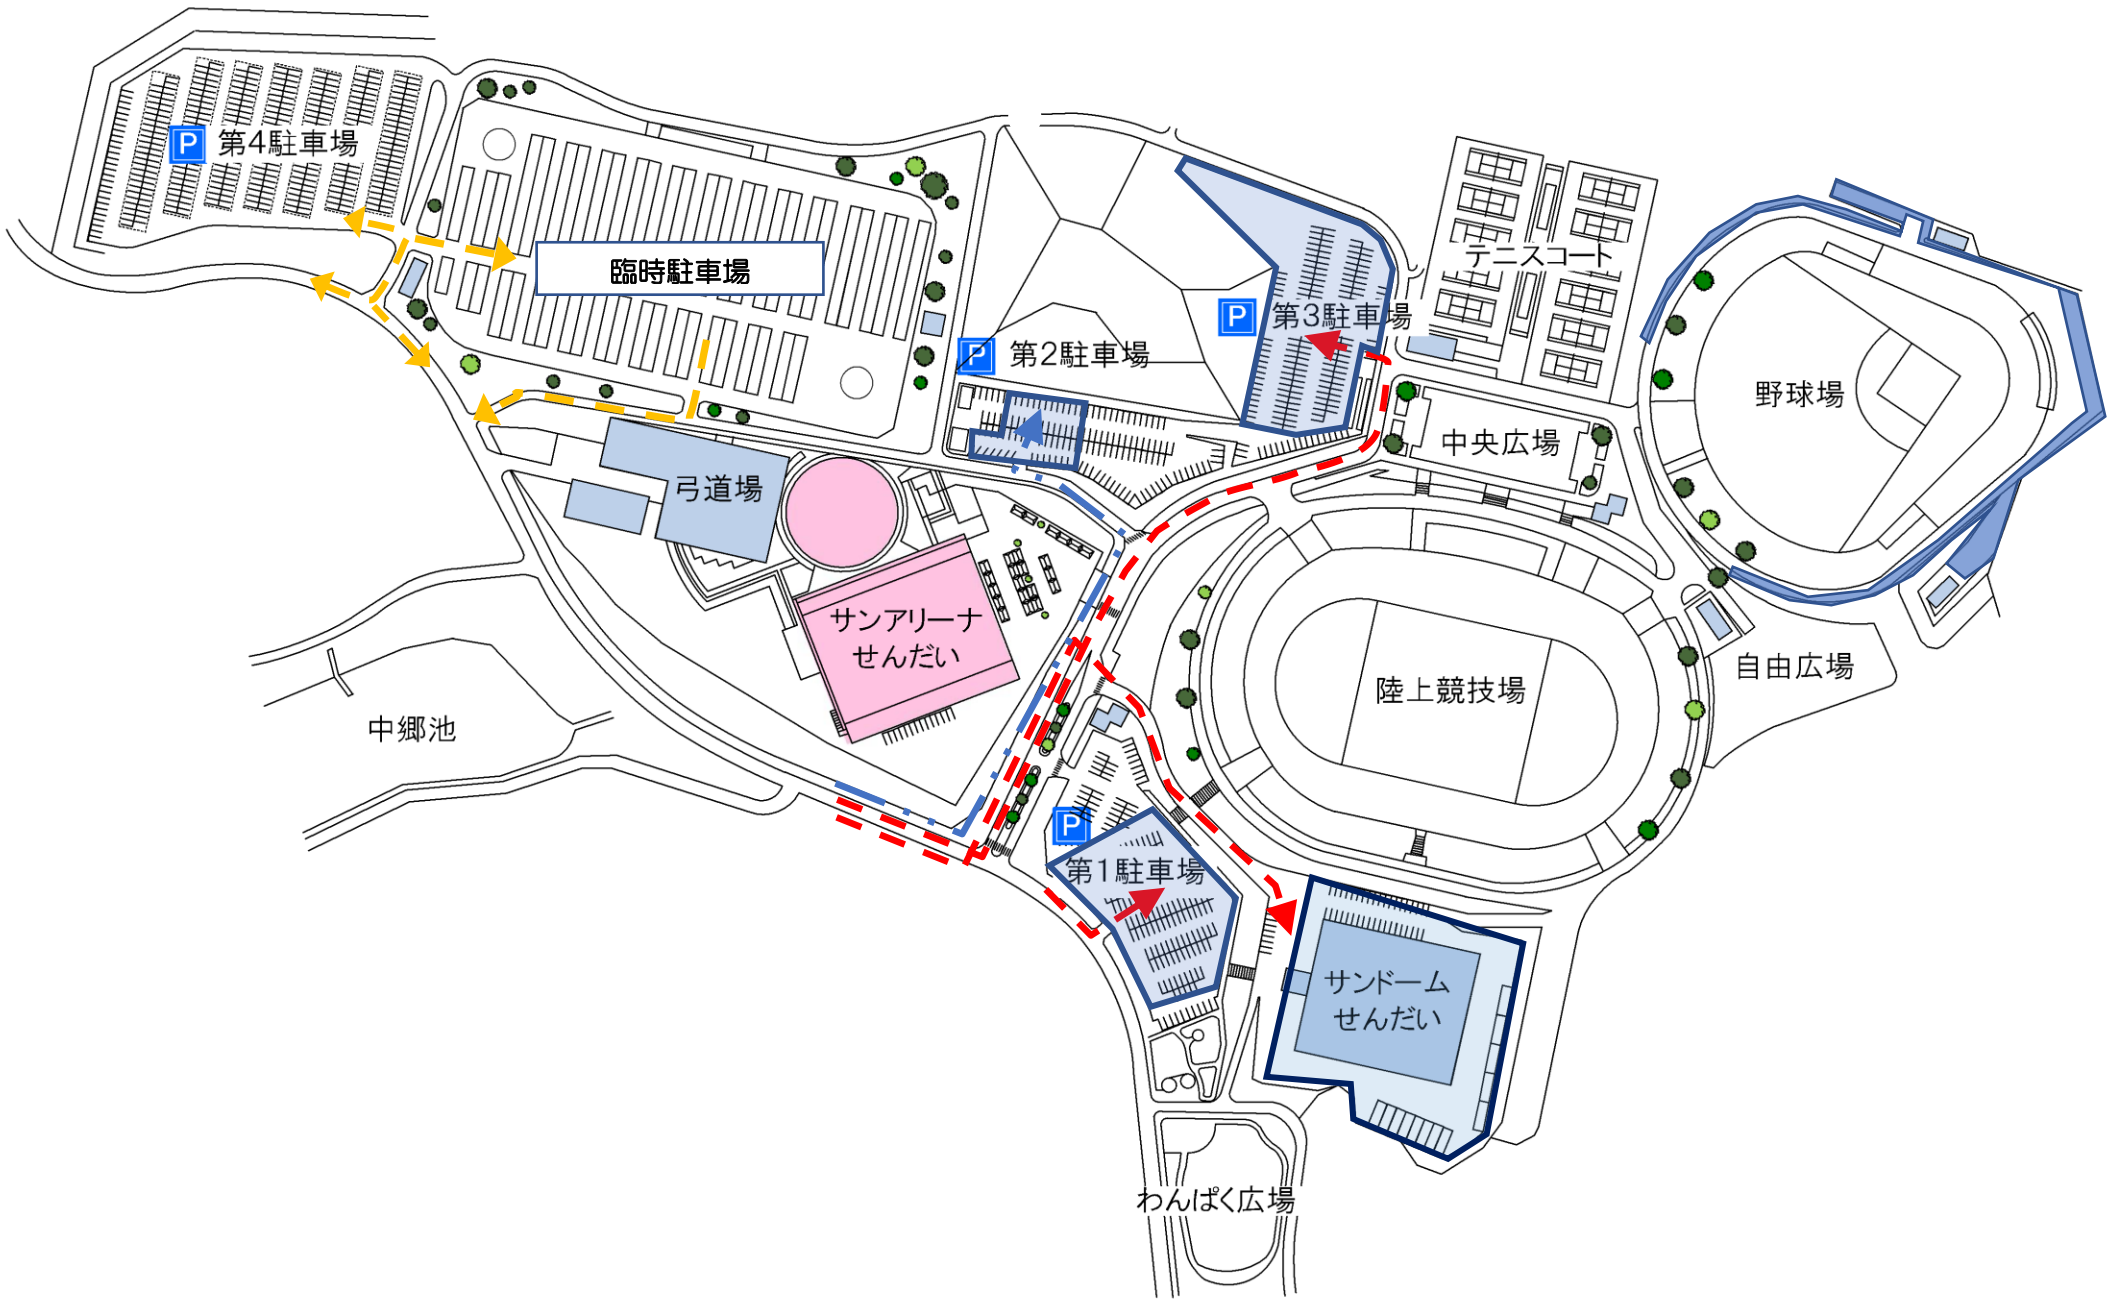 P 第4駐車場
臨時駐車場
テニスコート
P 第3駐車場
P 第2駐車場
野球場
中央広場
弓道場
サンアリーナ
せんだい
自由広場
陸上競技場
中郷池
P
第1駐車場
サンドーム
せんだい
わんぱく広場